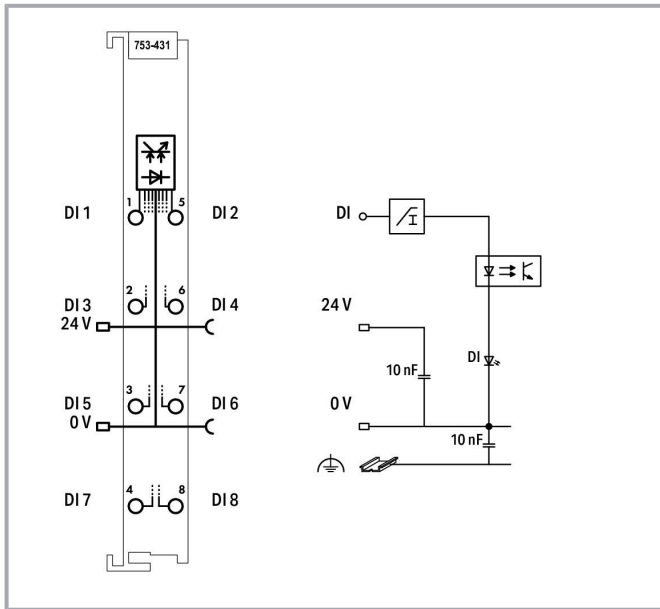 753-431
1 5
DI 1 DI 2
2 6
DI 3 DI 4
24 V
3 7
DI 5 DI 6
0 V
4 8
DI 7 DI 8
DI
I
24 V
DI
10 nF
0 V
10 nF